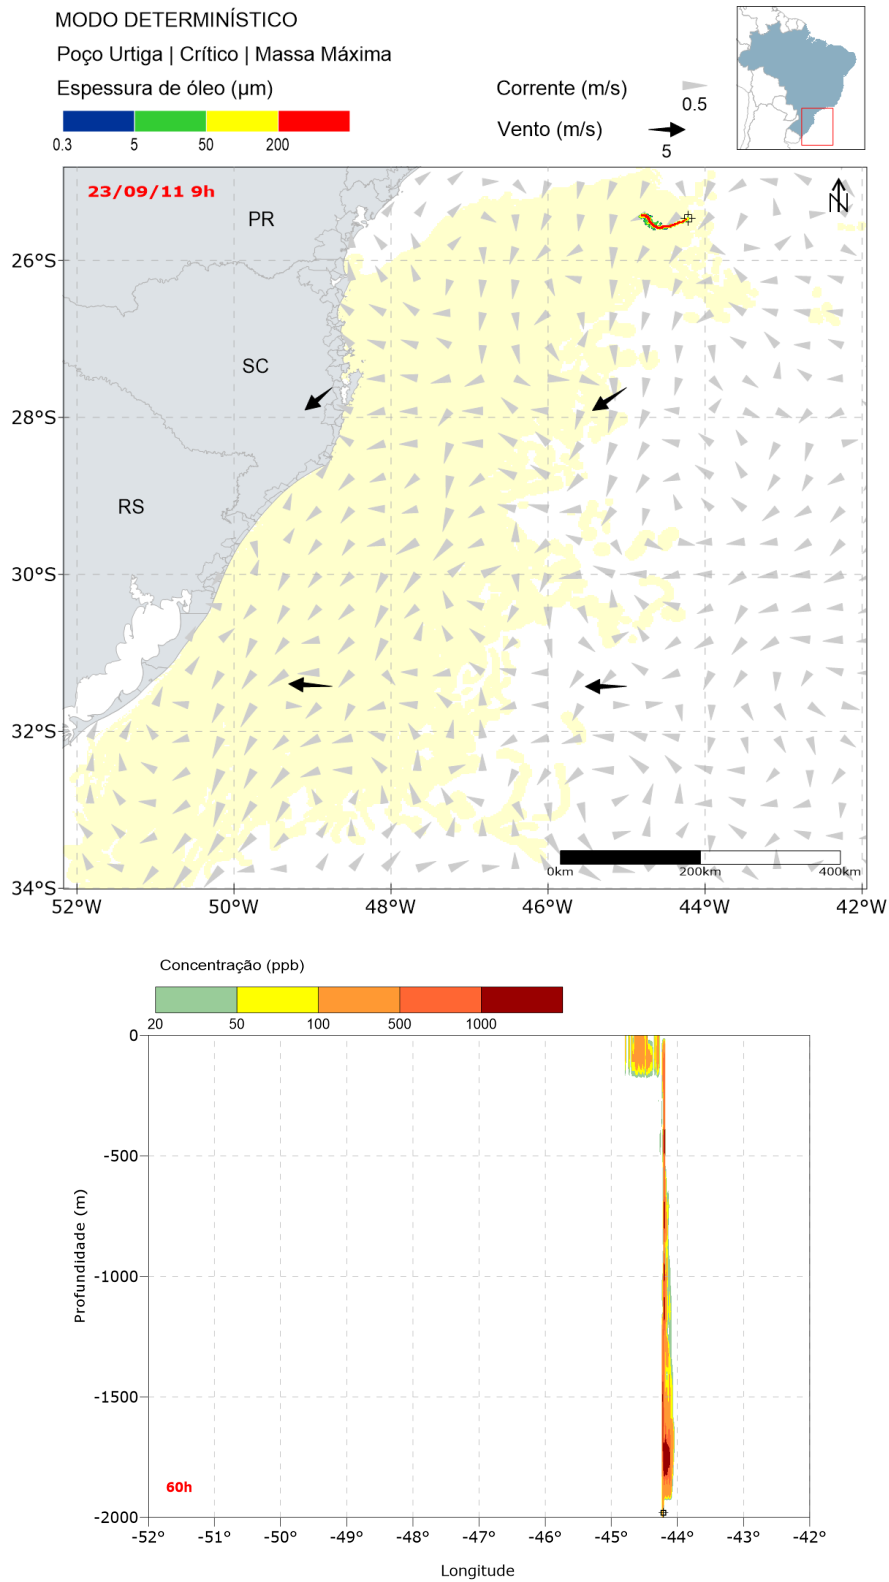 MODO DETERMINÍSTICO
Poço Urtiga | Crítico | Massa Máxima
Espessura de óleo (µm)
0.3 5 50 200
Corrente (m/s)
0.5
Vento (m/s)
5
23/09/11 9h
N
PR
SC
RS
26°S
28°S
30°S
32°S
34°S
0km 200km 400km
52°W 50°W 48°W 46°W 44°W 42°W
Concentração (ppb)
20 50 100 500 1000
0
-500
-1000
-1500
-2000
Profundidade (m)
60h
-52° -51° -50° -49° -48° -47° -46° -45° -44° -43° -42°
Longitude